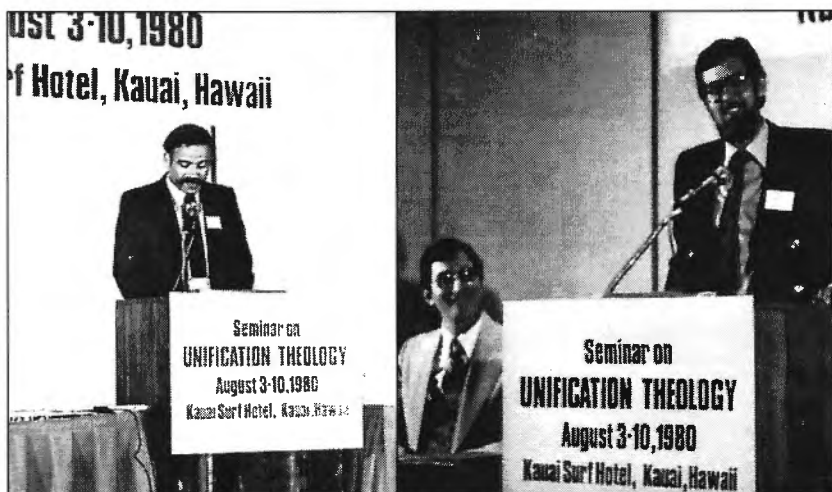 ust 3-10, 1980
rf Hotel, Kauai, Hawaii
Seminar on
UNIFICATION THEOLOGY
August 3-10, 1980
Kauai Surf Hotel, Kauai, Hawaii
Seminar on
UNIFICATION THEOLOGY
August 3-10, 1980
Kauai Surf Hotel, Kauai, Hawaii